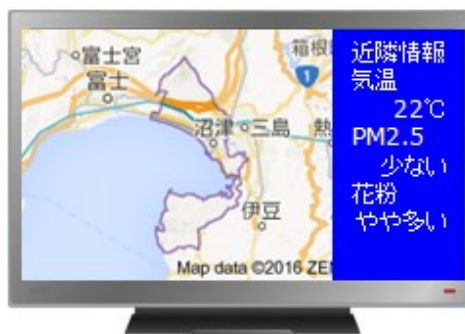 富士宮
富士
箱根
1
沼津
三島
熱
伊豆
Map data ©2016 ZE
近隣情報
気温
22℃
PM2.5
少ない
花粉
やや多い